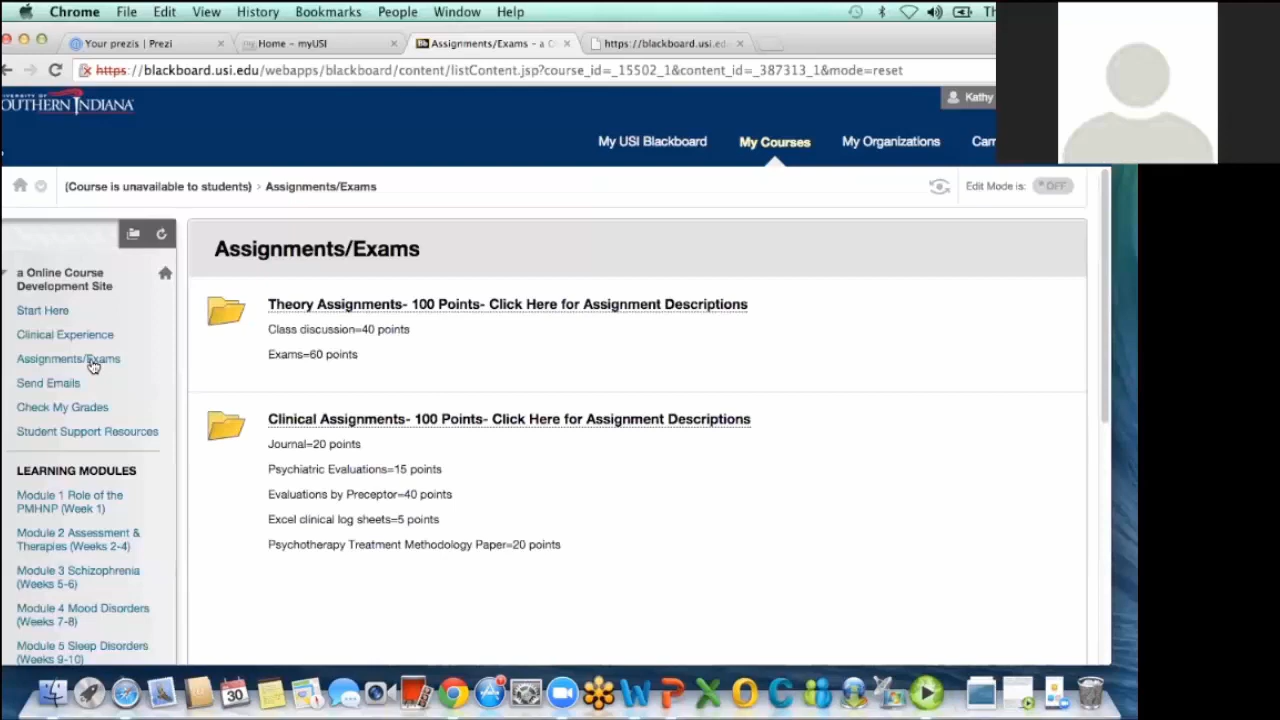 Chrome File Edit View History Bookmarks People Window Help
Your prezis | Prezi
Home - myUSI
Assignments/Exams - a O
https://blackboard.usi.ed
https://blackboard.usi.edu/webapps/blackboard/content/listContent.jsp?course_id=_15502_1&content_id=_387313_1&mode=reset
OUTHERN INDIANA
Kathy
My USI Blackboard My Courses My Organizations Cam
(Course is unavailable to students) > Assignments/Exams
Edit Mode is: OFF
a Online Course
Development Site
Start Here
Clinical Experience
Assignments/Exams
Send Emails
Check My Grades
Student Support Resources
LEARNING MODULES
Module 1 Role of the
PMHNP (Week 1)
Module 2 Assessment &
Therapies (Weeks 2-4)
Module 3 Schizophrenia
(Weeks 5-6)
Module 4 Mood Disorders
(Weeks 7-8)
Module 5 Sleep Disorders
(Weeks 9-10)
Assignments/Exams
Theory Assignments- 100 Points- Click Here for Assignment Descriptions
Class discussion=40 points
Exams=60 points
Clinical Assignments- 100 Points- Click Here for Assignment Descriptions
Journal=20 points
Psychiatric Evaluations=15 points
Evaluations by Preceptor=40 points
Excel clinical log sheets=5 points
Psychotherapy Treatment Methodology Paper=20 points
30